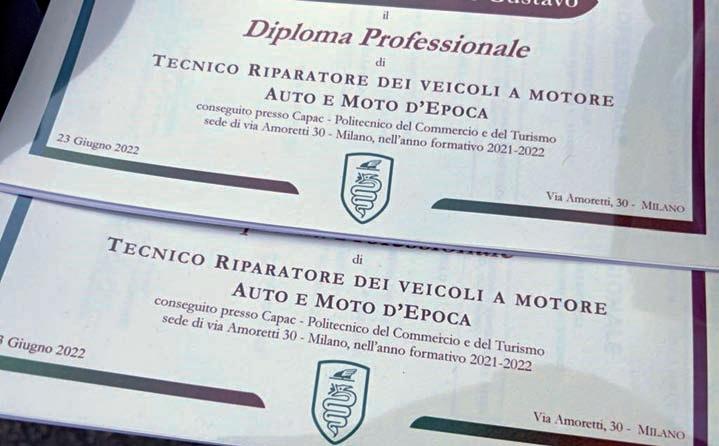 Gustavo
il
Diploma Professionale
di
TECNICO RIPARATORE DEI VEICOLI A MOTORE
AUTO E MOTO D'EPOCA
conseguito presso Capac - Politecnico del Commercio e del Turismo
sede di via Amoretti 30 - Milano, nell'anno formativo 2021-2022
23 Giugno 2022
Via Amoretti, 30 - MILANO
Professionale
di
TECNICO RIPARATORE DEI VEICOLI A MOTORE
AUTO E MOTO D'EPOCA
conseguito presso Capac - Politecnico del Commercio e del Turismo
sede di via Amoretti 30 - Milano, nell'anno formativo 2021-2022
3 Giugno 2022
Via Amoretti, 30 - MILANO